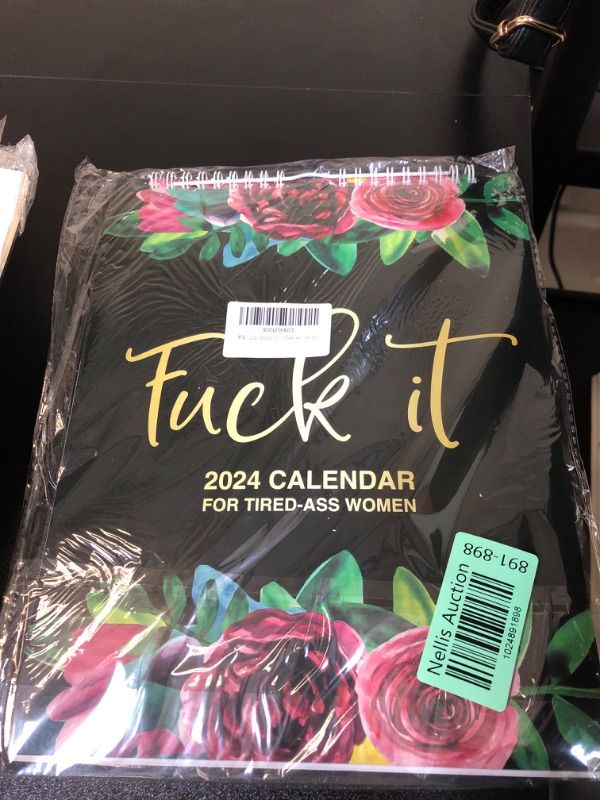 Fuck it
2024 CALENDAR
FOR TIRED-ASS WOMEN
Nellis Auction
1024891898
891-898